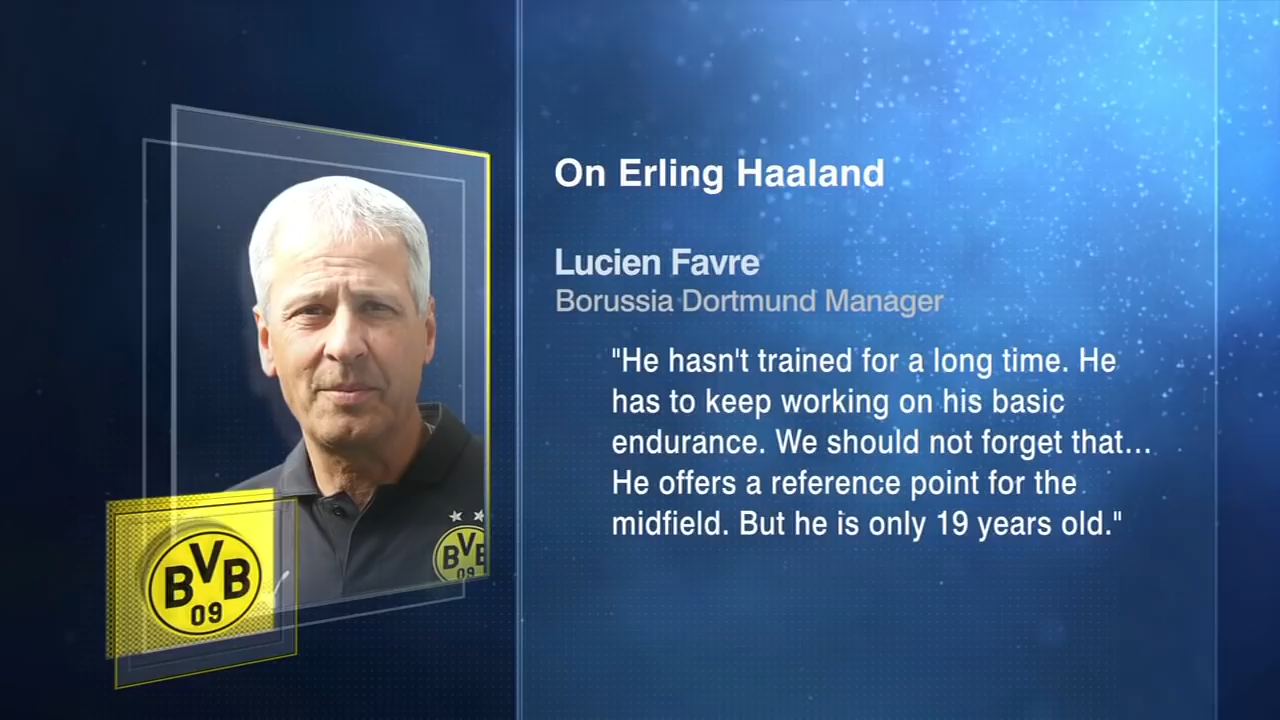 On Erling Haaland
Lucien Favre
Borussia Dortmund Manager
"He hasn't trained for a long time. He
has to keep working on his basic
endurance. We should not forget that...
He offers a reference point for the
midfield. But he is only 19 years old."
BVB
09
BVB
09